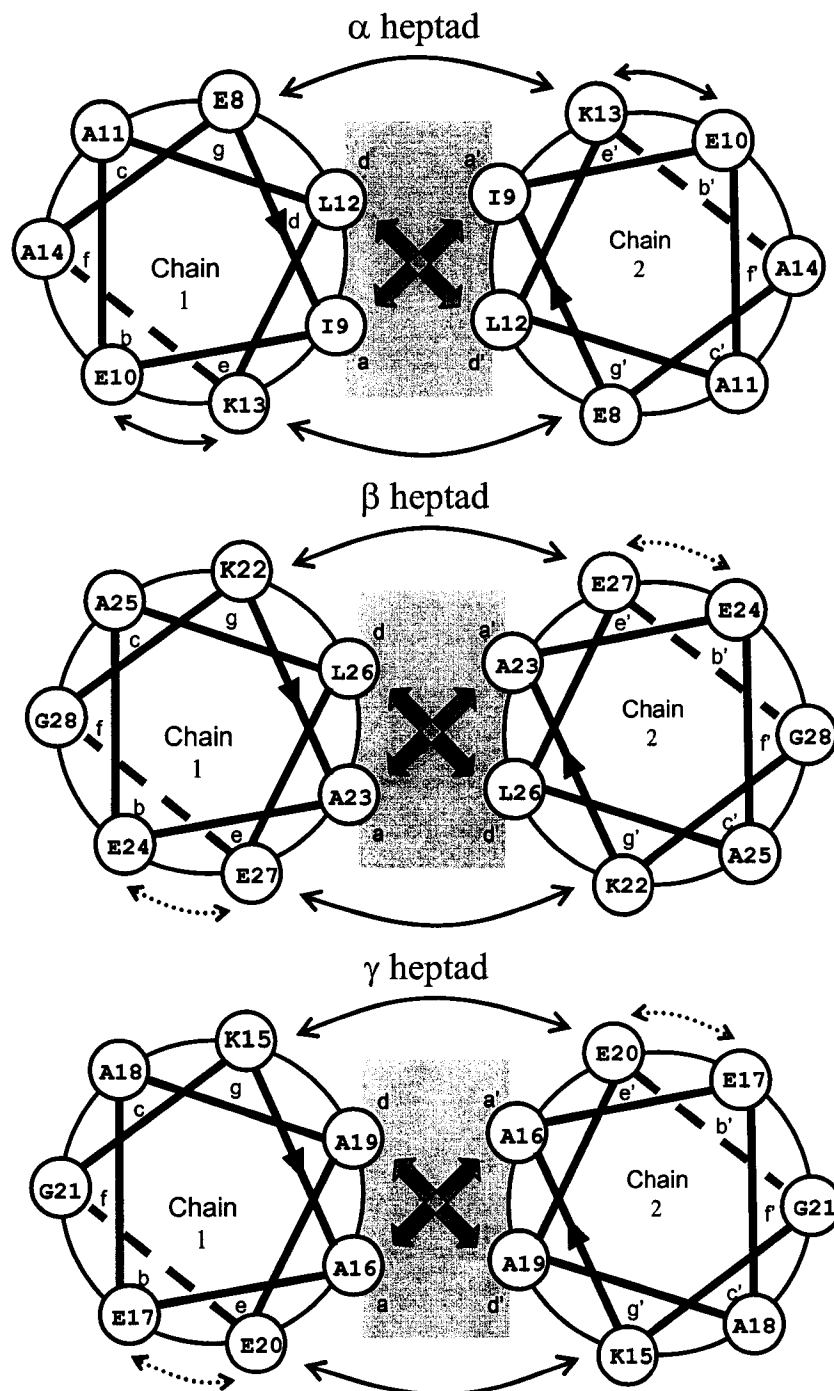 α heptad
E8 K13
A11 E10
g e'
c d a' b'
L12 I9
d
A14 f Chain Chain f' A14
1 2
I9 L12
b e a d' g' c'
E10 A11
K13 E8
β heptad
K22 E27
A25 E24
g e'
c d a' b'
L26 A23
G28 f Chain Chain f' G28
1 2
A23 L26
b e a d' g' c'
E24 A25
E27 K22
γ heptad
K15 E20
A18 E17
g e'
c d a' b'
A19 A16
G21 f Chain Chain f' G21
1 2
A16 A19
b e a d' g' c'
E17 A18
E20 K15